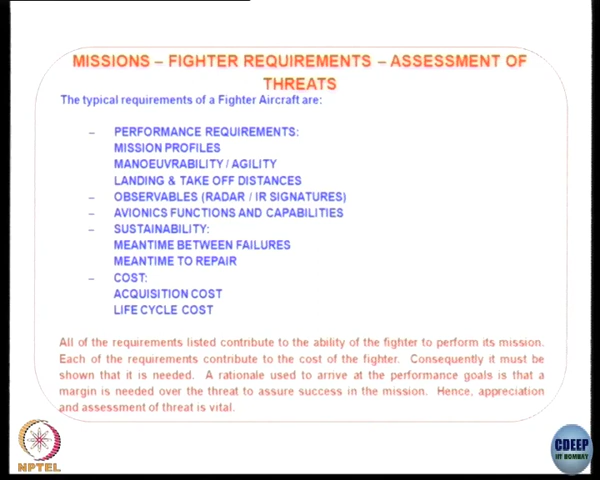 MISSIONS – FIGHTER REQUIREMENTS – ASSESSMENT OF
THREATS
The typical requirements of a Fighter Aircraft are:
– PERFORMANCE REQUIREMENTS:
MISSION PROFILES
MANOEUVRABILITY / AGILITY
LANDING & TAKE OFF DISTANCES
– OBSERVABLES (RADAR / IR SIGNATURES)
– AVIONICS FUNCTIONS AND CAPABILITIES
– SUSTAINABILITY:
MEANTIME BETWEEN FAILURES
MEANTIME TO REPAIR
– COST:
ACQUISITION COST
LIFE CYCLE COST
All of the requirements listed contribute to the ability of the fighter to perform its mission.
Each of the requirements contribute to the cost of the fighter. Consequently it must be
shown that it is needed. A rationale used to arrive at the performance goals is that a
margin is needed over the threat to assure success in the mission. Hence, appreciation
and assessment of threat is vital.
NPTEL
CDEEP
IIT BOMBAY